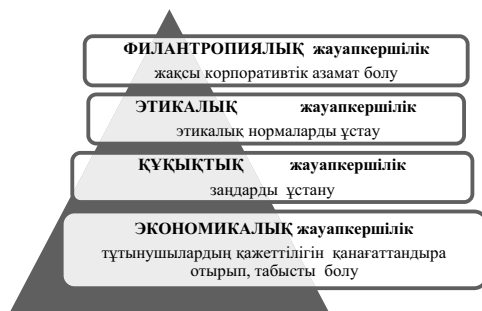 ФИЛАНТРОПИЯЛЫҚ жауапкершілік
жақсы корпоративтік азамат болу
ЭТИКАЛЫҚ жауапкершілік
этикалық нормаларды ұстау
ҚҰҚЫҚТЫҚ жауапкершілік
заңдарды ұстану
ЭКОНОМИКАЛЫҚ жауапкершілік
тұтынушылардың қажеттілігін қанағаттандыра
отырып, табысты болу